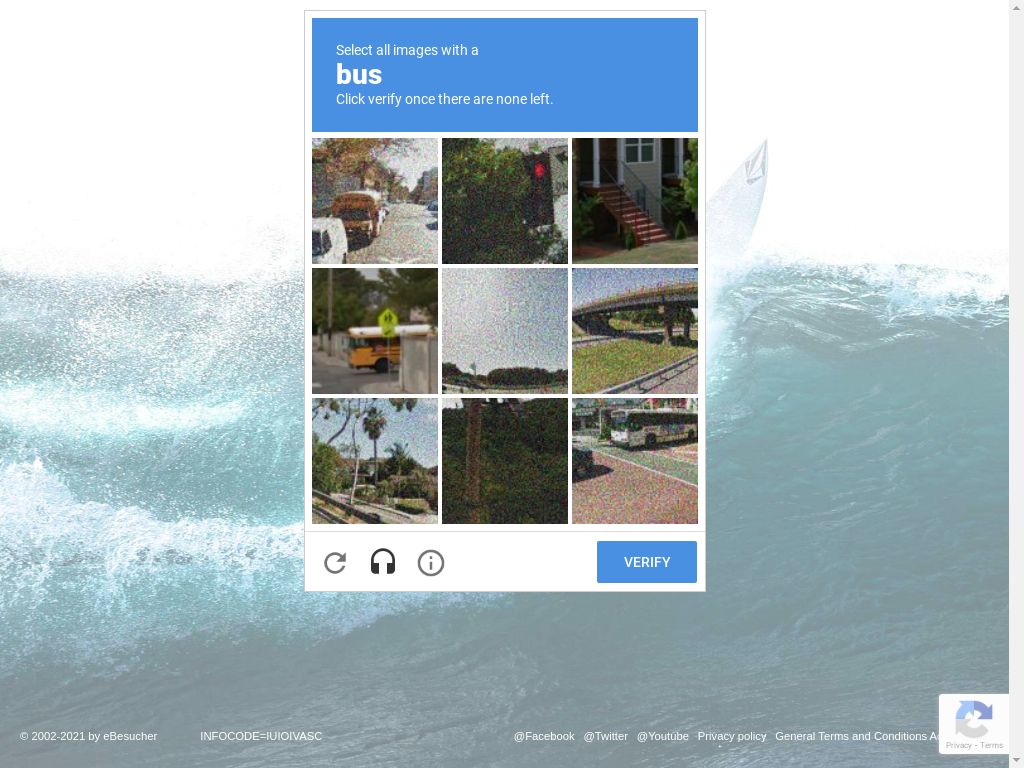 Select all images with a
bus
Click verify once there are none left.
VERIFY
© 2002-2021 by eBesucher INFOCODE=IUIOIVASC @Facebook @Twitter @Youtube Privacy policy General Terms and Conditions
Privacy - Terms